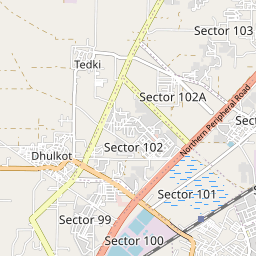 Sector 103
Tedki
Sector 102A
Northern Peripheral Road
Sect
Dhulkot
Sector 102
Sector 101
Sector 99
Sector 100